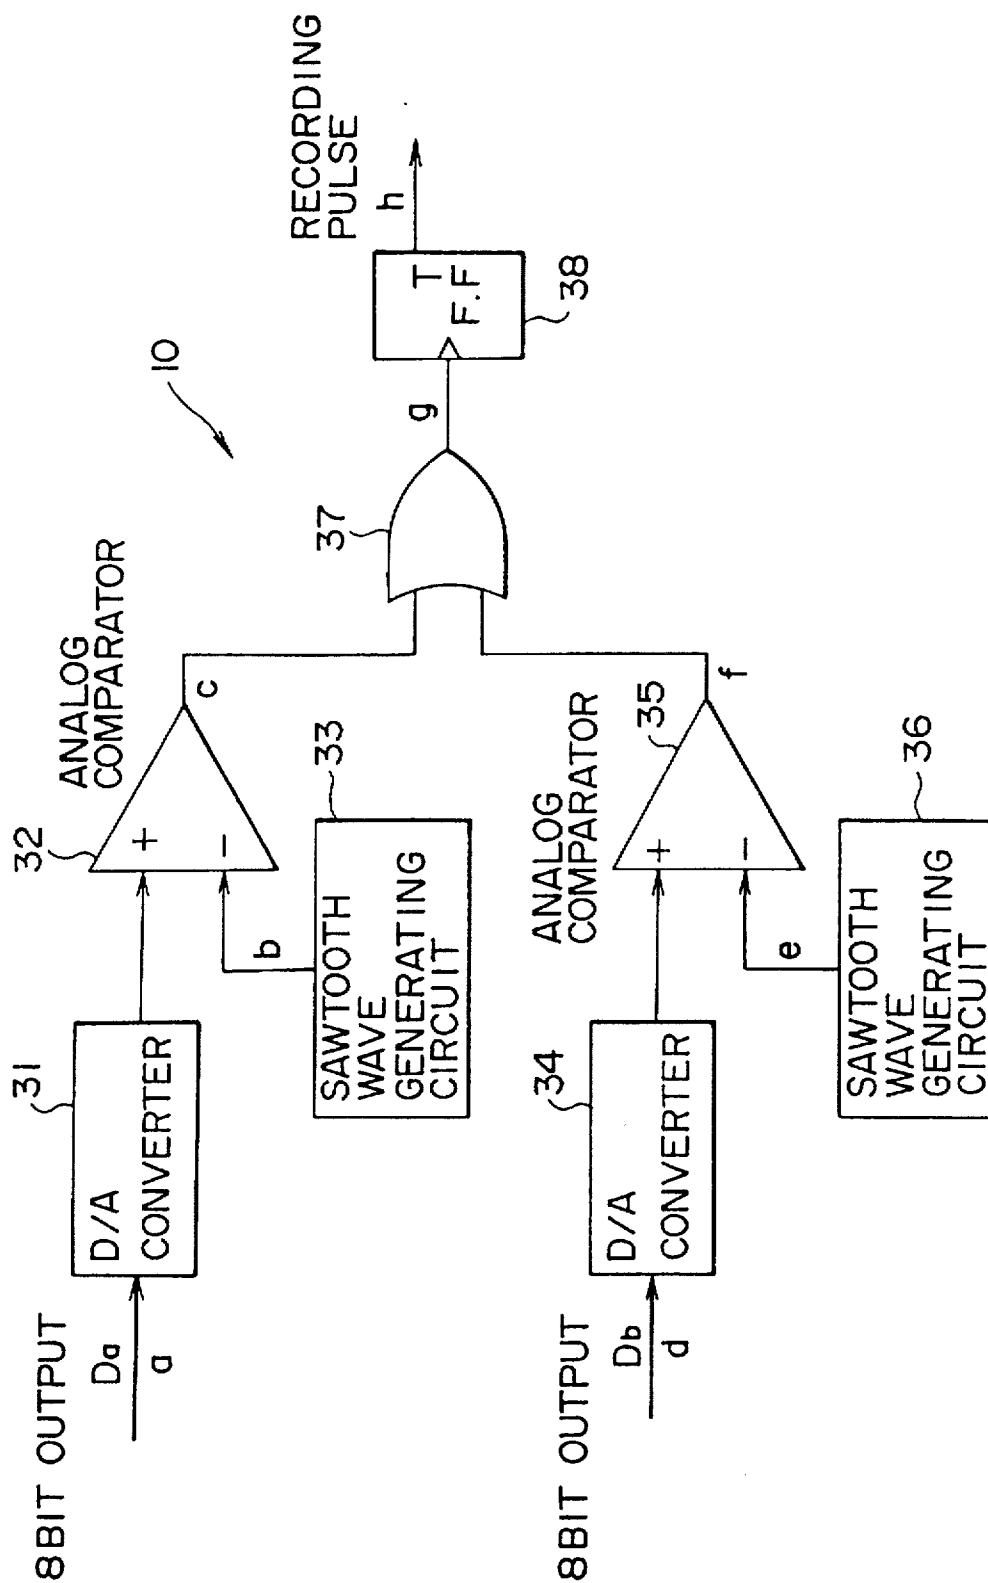 8BIT OUTPUT
Da
a
31
D/A
CONVERTER
32
ANALOG
COMPARATOR
+
-
b
33
SAWTOOTH
WAVE
GENERATING
CIRCUIT
c
10
37
g
RECORDING
PULSE
h
T
F.F
38
8BIT OUTPUT
Db
d
34
D/A
CONVERTER
ANALOG
COMPARATOR
35
+
-
e
36
SAWTOOTH
WAVE
GENERATING
CIRCUIT
f